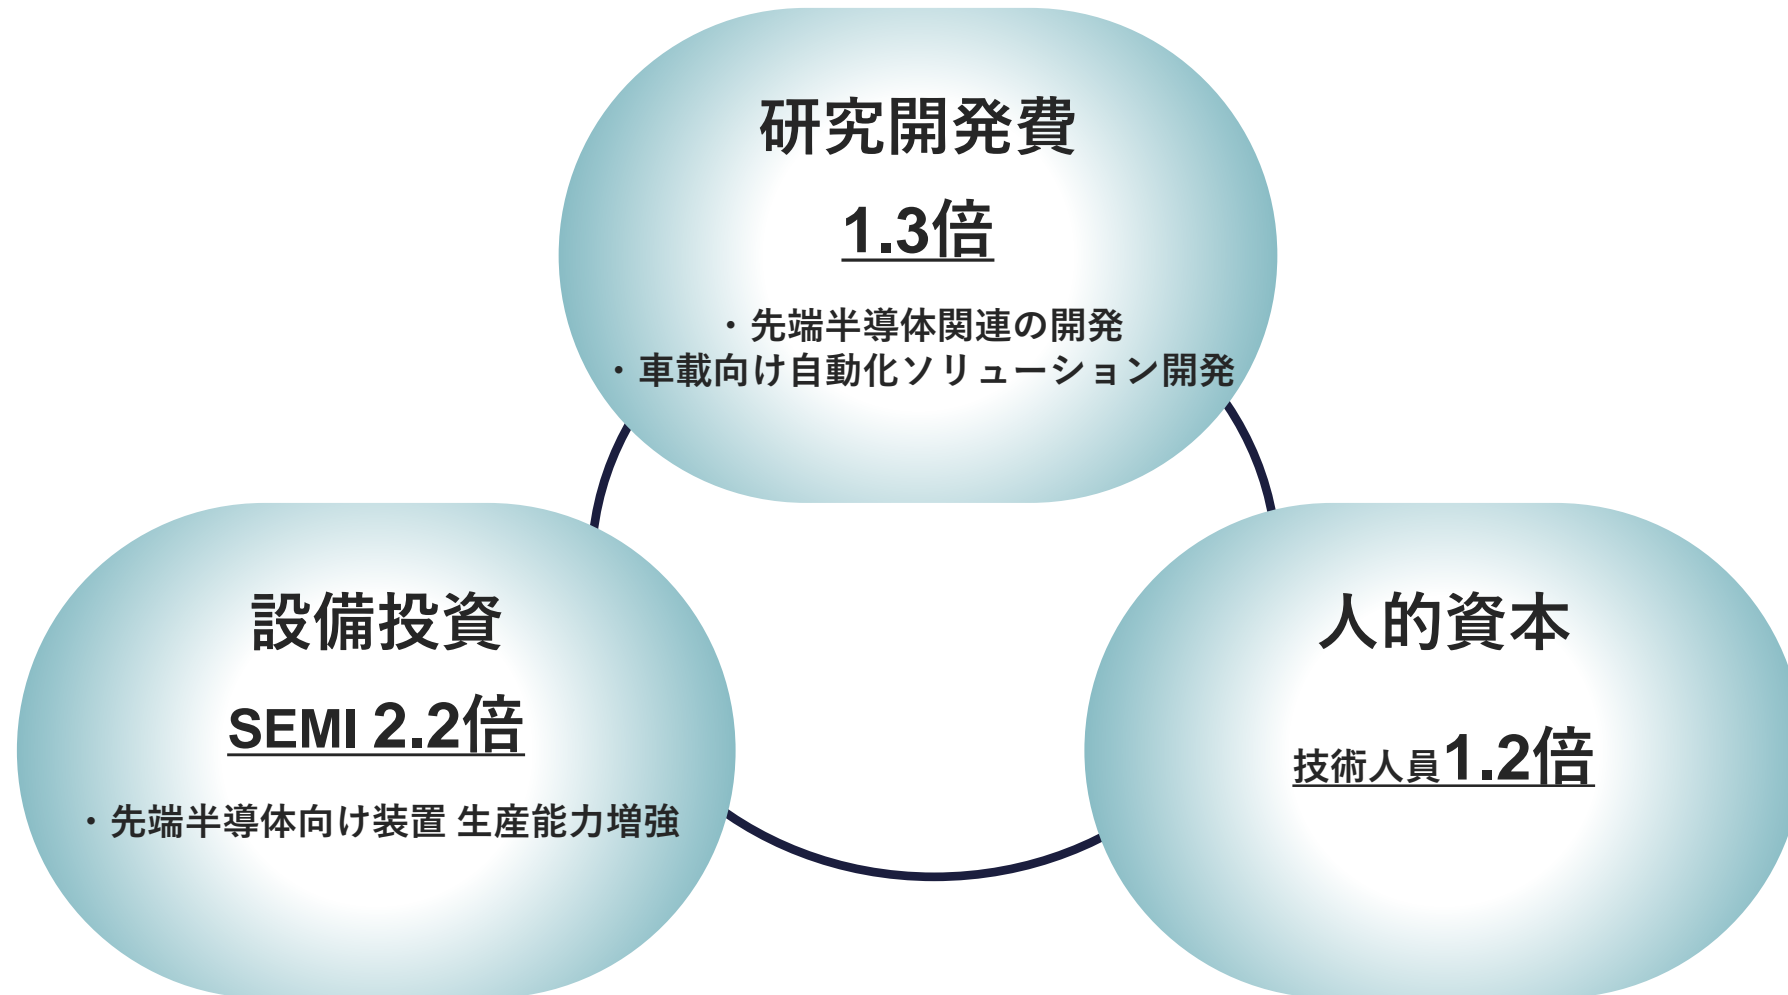 研究開発費
1.3倍
・先端半導体関連の開発
・車載向け自動化ソリューション開発
設備投資
SEMI 2.2倍
・先端半導体向け装置 生産能力増強
人的資本
技術人員1.2倍